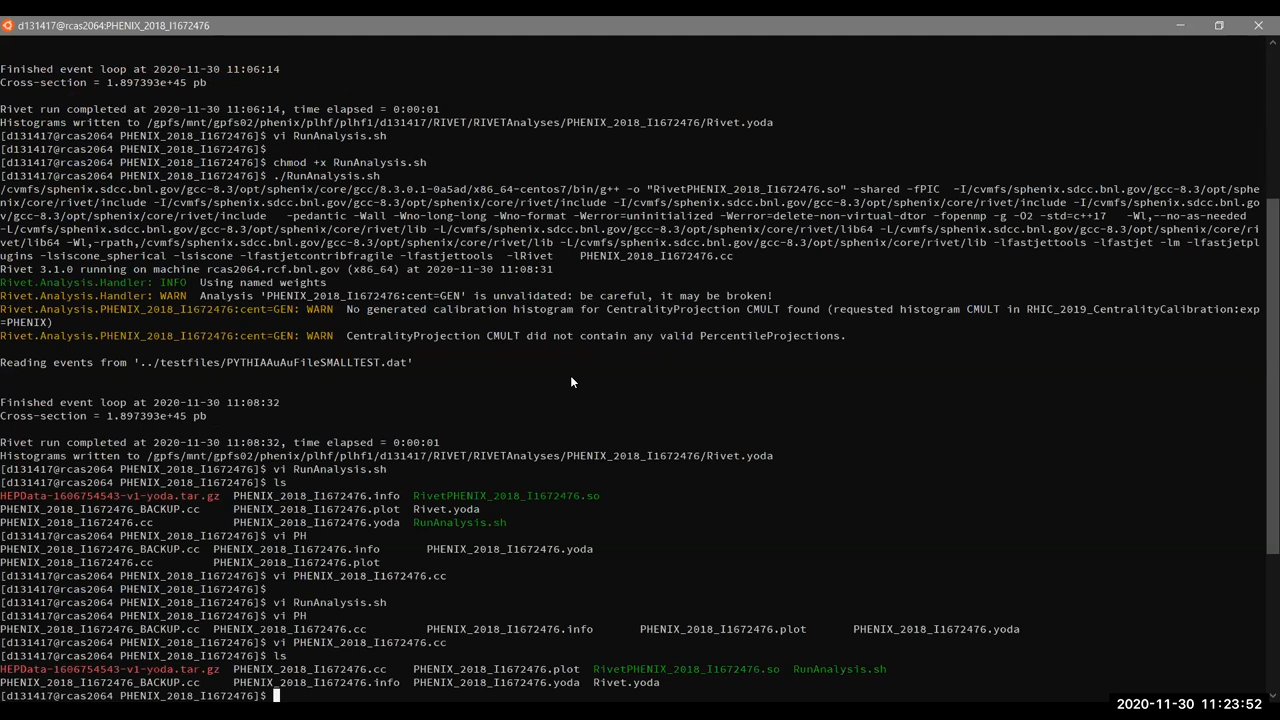 d131417@rcas2064:PHENIX_2018_I1672476
Finished event loop at 2020-11-30 11:06:14
Cross-section = 1.897393e+45 pb
Rivet run completed at 2020-11-30 11:06:14, time elapsed = 0:00:01
Histograms written to /gpfs/mnt/gpfs02/phenix/plhf/plhf1/d131417/RIVET/RIVETAnalyses/PHENIX_2018_I1672476/Rivet.yoda
[d131417@rcas2064 PHENIX_2018_I1672476]$ vi RunAnalysis.sh
[d131417@rcas2064 PHENIX_2018_I1672476]$
[d131417@rcas2064 PHENIX_2018_I1672476]$ chmod +x RunAnalysis.sh
[d131417@rcas2064 PHENIX_2018_I1672476]$ ./RunAnalysis.sh
/cvmfs/sphenix.sdcc.bnl.gov/gcc-8.3/opt/sphenix/core/gcc/8.3.0.1-0a5ad/x86_64-centos7/bin/g++ -o "RivetPHENIX_2018_I1672476.so" -shared -fPIC  -I/cvmfs/sphenix.sdcc.bnl.gov/gcc-8.3/opt/sphe
nix/core/rivet/include -I/cvmfs/sphenix.sdcc.bnl.gov/gcc-8.3/opt/sphenix/core/rivet/include -I/cvmfs/sphenix.sdcc.bnl.gov/gcc-8.3/opt/sphenix/core/rivet/include -I/cvmfs/sphenix.sdcc.bnl.go
v/gcc-8.3/opt/sphenix/core/rivet/include   -pedantic -Wall -Wno-long-long -Wno-format -Werror=uninitialized -Werror=delete-non-virtual-dtor -fopenmp -g -O2 -std=c++17   -Wl,--no-as-needed
-L/cvmfs/sphenix.sdcc.bnl.gov/gcc-8.3/opt/sphenix/core/rivet/lib -L/cvmfs/sphenix.sdcc.bnl.gov/gcc-8.3/opt/sphenix/core/rivet/lib64 -L/cvmfs/sphenix.sdcc.bnl.gov/gcc-8.3/opt/sphenix/core/ri
vet/lib64 -Wl,-rpath,/cvmfs/sphenix.sdcc.bnl.gov/gcc-8.3/opt/sphenix/core/rivet/lib -L/cvmfs/sphenix.sdcc.bnl.gov/gcc-8.3/opt/sphenix/core/rivet/lib -lfastjettools -lfastjet -lm -lfastjetpl
ugins -lsiscone_spherical -lsiscone -lfastjetcontribfragile -lfastjettools -lRivet    PHENIX_2018_I1672476.cc
Rivet 3.1.0 running on machine rcas2064.rcf.bnl.gov (x86_64) at 2020-11-30 11:08:31
Rivet.Analysis.Handler: INFO  Using named weights
Rivet.Analysis.Handler: WARN  Analysis 'PHENIX_2018_I1672476:cent=GEN' is unvalidated: be careful, it may be broken!
Rivet.Analysis.PHENIX_2018_I1672476:cent=GEN: WARN  No generated calibration histogram for CentralityProjection CMULT found (requested histogram CMULT in RHIC_2019_CentralityCalibration:exp
=PHENIX)
Rivet.Analysis.PHENIX_2018_I1672476:cent=GEN: WARN  CentralityProjection CMULT did not contain any valid PercentileProjections.
Reading events from '../testfiles/PYTHIAAuAuFileSMALLTEST.dat'
Finished event loop at 2020-11-30 11:08:32
Cross-section = 1.897393e+45 pb
Rivet run completed at 2020-11-30 11:08:32, time elapsed = 0:00:01
Histograms written to /gpfs/mnt/gpfs02/phenix/plhf/plhf1/d131417/RIVET/RIVETAnalyses/PHENIX_2018_I1672476/Rivet.yoda
[d131417@rcas2064 PHENIX_2018_I1672476]$ vi RunAnalysis.sh
[d131417@rcas2064 PHENIX_2018_I1672476]$ ls
HEPData-1606754543-v1-yoda.tar.gz  PHENIX_2018_I1672476.info  RivetPHENIX_2018_I1672476.so
PHENIX_2018_I1672476_BACKUP.cc     PHENIX_2018_I1672476.plot  Rivet.yoda
PHENIX_2018_I1672476.cc            PHENIX_2018_I1672476.yoda  RunAnalysis.sh
[d131417@rcas2064 PHENIX_2018_I1672476]$ vi PH
PHENIX_2018_I1672476_BACKUP.cc  PHENIX_2018_I1672476.info       PHENIX_2018_I1672476.yoda
PHENIX_2018_I1672476.cc         PHENIX_2018_I1672476.plot
[d131417@rcas2064 PHENIX_2018_I1672476]$ vi PHENIX_2018_I1672476.cc
[d131417@rcas2064 PHENIX_2018_I1672476]$
[d131417@rcas2064 PHENIX_2018_I1672476]$ vi RunAnalysis.sh
[d131417@rcas2064 PHENIX_2018_I1672476]$ vi PH
PHENIX_2018_I1672476_BACKUP.cc  PHENIX_2018_I1672476.cc         PHENIX_2018_I1672476.info       PHENIX_2018_I1672476.plot       PHENIX_2018_I1672476.yoda
[d131417@rcas2064 PHENIX_2018_I1672476]$ vi PHENIX_2018_I1672476.cc
[d131417@rcas2064 PHENIX_2018_I1672476]$ ls
HEPData-1606754543-v1-yoda.tar.gz  PHENIX_2018_I1672476.cc    PHENIX_2018_I1672476.plot  RivetPHENIX_2018_I1672476.so  RunAnalysis.sh
PHENIX_2018_I1672476_BACKUP.cc     PHENIX_2018_I1672476.info  PHENIX_2018_I1672476.yoda  Rivet.yoda
[d131417@rcas2064 PHENIX_2018_I1672476]$
2020-11-30 11:23:52